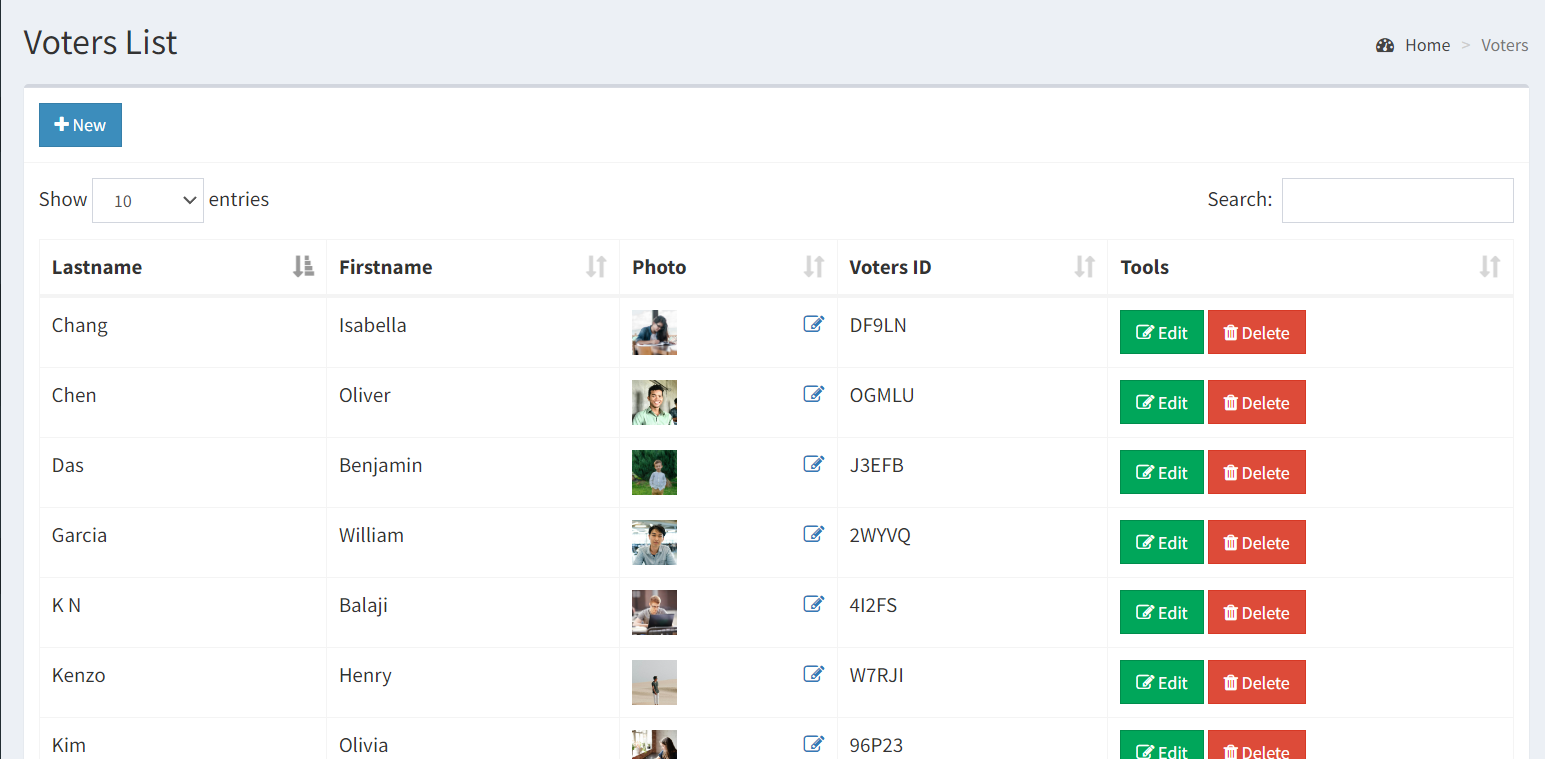 Voters List
Home > Voters
New
Show 10 entries Search:
Lastname Firstname Photo Voters ID Tools
Chang Isabella DF9LN Edit Delete
Chen Oliver OGMLU Edit Delete
Das Benjamin J3EFB Edit Delete
Garcia William 2WYVQ Edit Delete
K N Balaji 4I2FS Edit Delete
Kenzo Henry W7RJI Edit Delete
Kim Olivia 96P23 Edit Delete